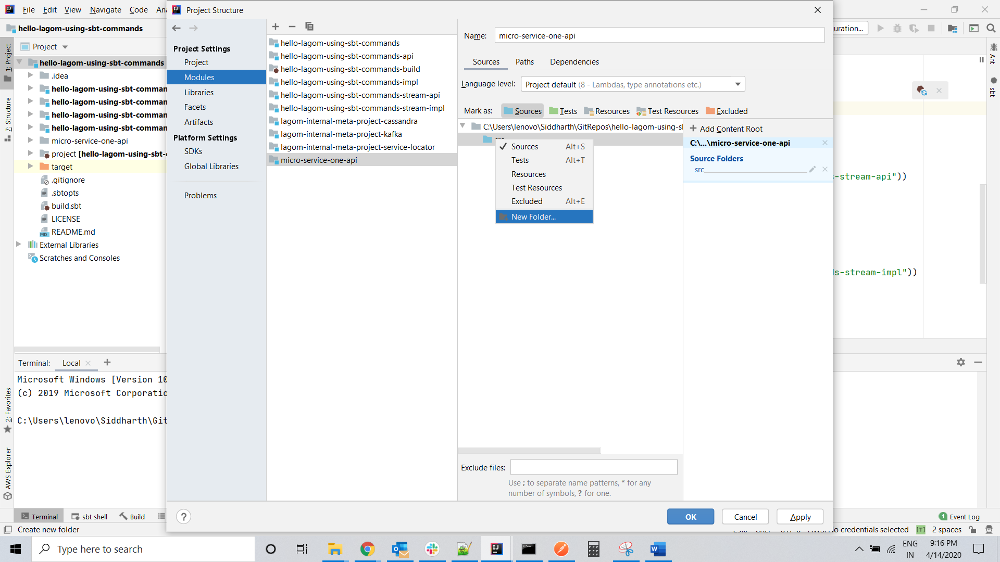 File Edit View Navigate Code Ana
Project Structure
hello-lagom-using-sbt-commands
uration...
Project
hello-lagom-using-sbt-commands
.idea
hello-lagom-using-sbt-comman
hello-lagom-using-sbt-comman
hello-lagom-using-sbt-comman
hello-lagom-using-sbt-comman
micro-service-one-api
project [hello-lagom-using-sbt-
target
.gitignore
.sbtopts
build.sbt
LICENSE
README.md
External Libraries
Scratches and Consoles
1: Project
7: Structure
2: Favorites
AWS Explorer
Project Settings
Project
Modules
Libraries
Facets
Artifacts
Platform Settings
SDKs
Global Libraries
Problems
hello-lagom-using-sbt-commands
hello-lagom-using-sbt-commands-api
hello-lagom-using-sbt-commands-build
hello-lagom-using-sbt-commands-impl
hello-lagom-using-sbt-commands-stream-api
hello-lagom-using-sbt-commands-stream-impl
lagom-internal-meta-project-cassandra
lagom-internal-meta-project-kafka
lagom-internal-meta-project-service-locator
micro-service-one-api
Name: micro-service-one-api
Sources Paths Dependencies
Language level: Project default (8 - Lambdas, type annotations etc.)
Mark as: Sources Tests Resources Test Resources Excluded
C:\Users\lenovo\Siddharth\GitRepos\hello-lagom-using-sl
Sources Alt+S
Tests Alt+T
Resources
Test Resources
Excluded Alt+E
New Folder...
Add Content Root
C:\...\micro-service-one-api
Source Folders
src
Exclude files:
Use ; to separate name patterns, * for any
number of symbols, ? for one.
? OK Cancel Apply
Ant
sbt
s-stream-api"))
ls-stream-impl"))
Terminal: Local
Microsoft Windows [Version 10
(c) 2019 Microsoft Corporatio
C:\Users\lenovo\Siddharth\Git
Terminal sbt shell Build
1 Event Log
Create new folder
No credentials selected [T] 2 spaces
Type here to search
ENG
IN
9:16 PM
4/14/2020